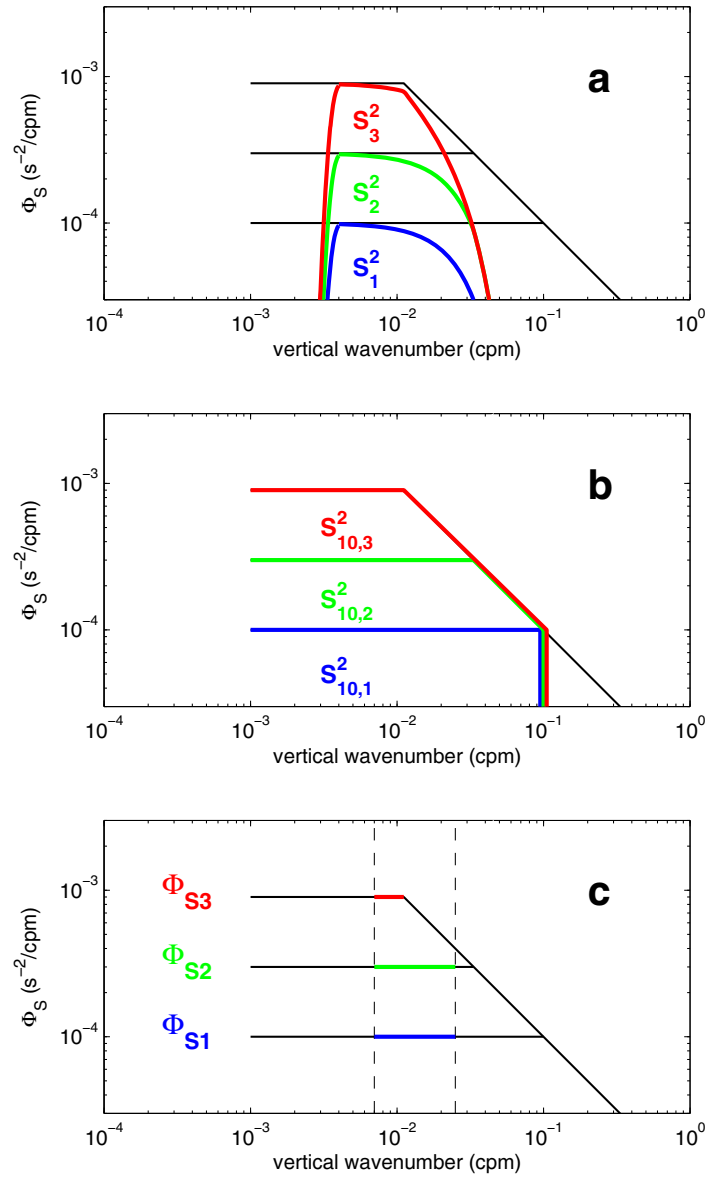 a
10^-3
10^-4
Φ_S (s^-2/cpm)
S_3^2
S_2^2
S_1^2
10^-4 10^-3 10^-2 10^-1 10^0
vertical wavenumber (cpm)
b
10^-3
10^-4
Φ_S (s^-2/cpm)
S_10,3^2
S_10,2^2
S_10,1^2
10^-4 10^-3 10^-2 10^-1 10^0
vertical wavenumber (cpm)
c
10^-3
10^-4
Φ_S (s^-2/cpm)
Φ_S3
Φ_S2
Φ_S1
10^-4 10^-3 10^-2 10^-1 10^0
vertical wavenumber (cpm)